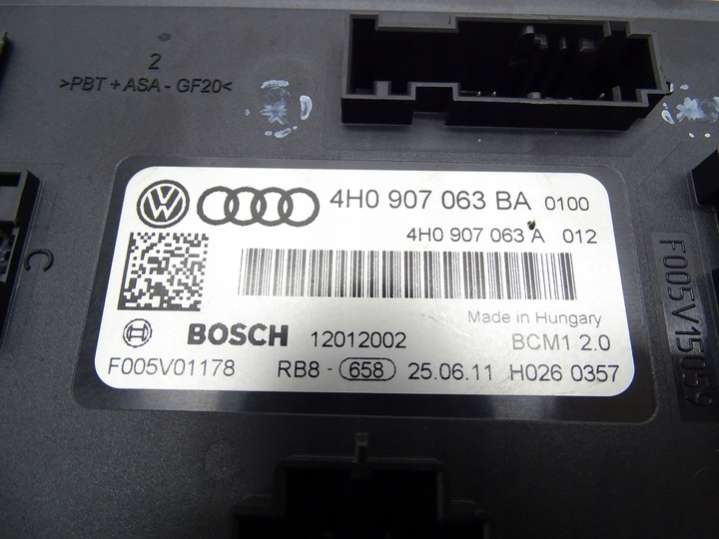 2
>PBT + ASA - GF20<
C
4H0 907 063 BA 0100
4H0 907 063 A 012
Made in Hungary
BOSCH 12012002 BCM1 2.0
F005V01178 RB8 - 658 25.06.11 H026 0357
F005V15059